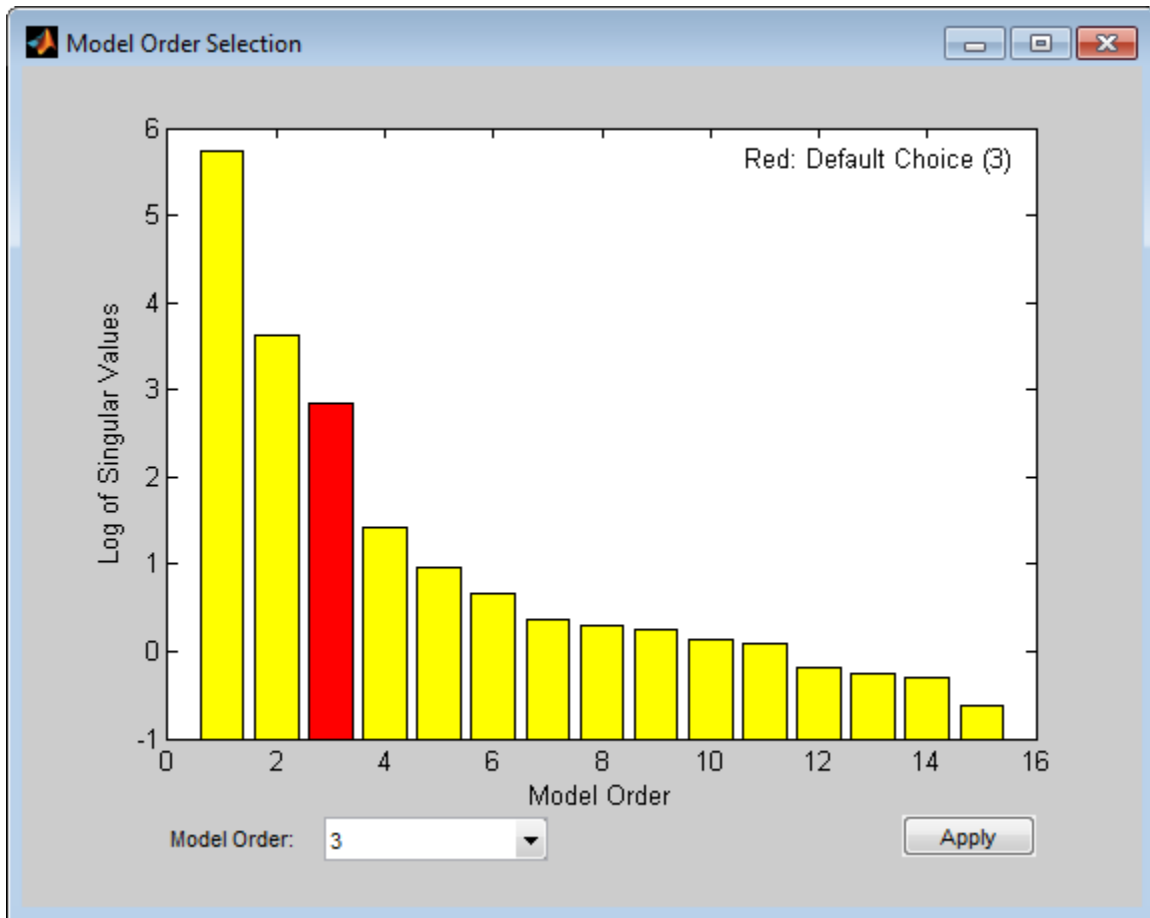 Model Order Selection
6
5
4
3
2
1
0
-1
Log of Singular Values
Red: Default Choice (3)
0 2 4 6 8 10 12 14 16
Model Order
Model Order: 3 Apply